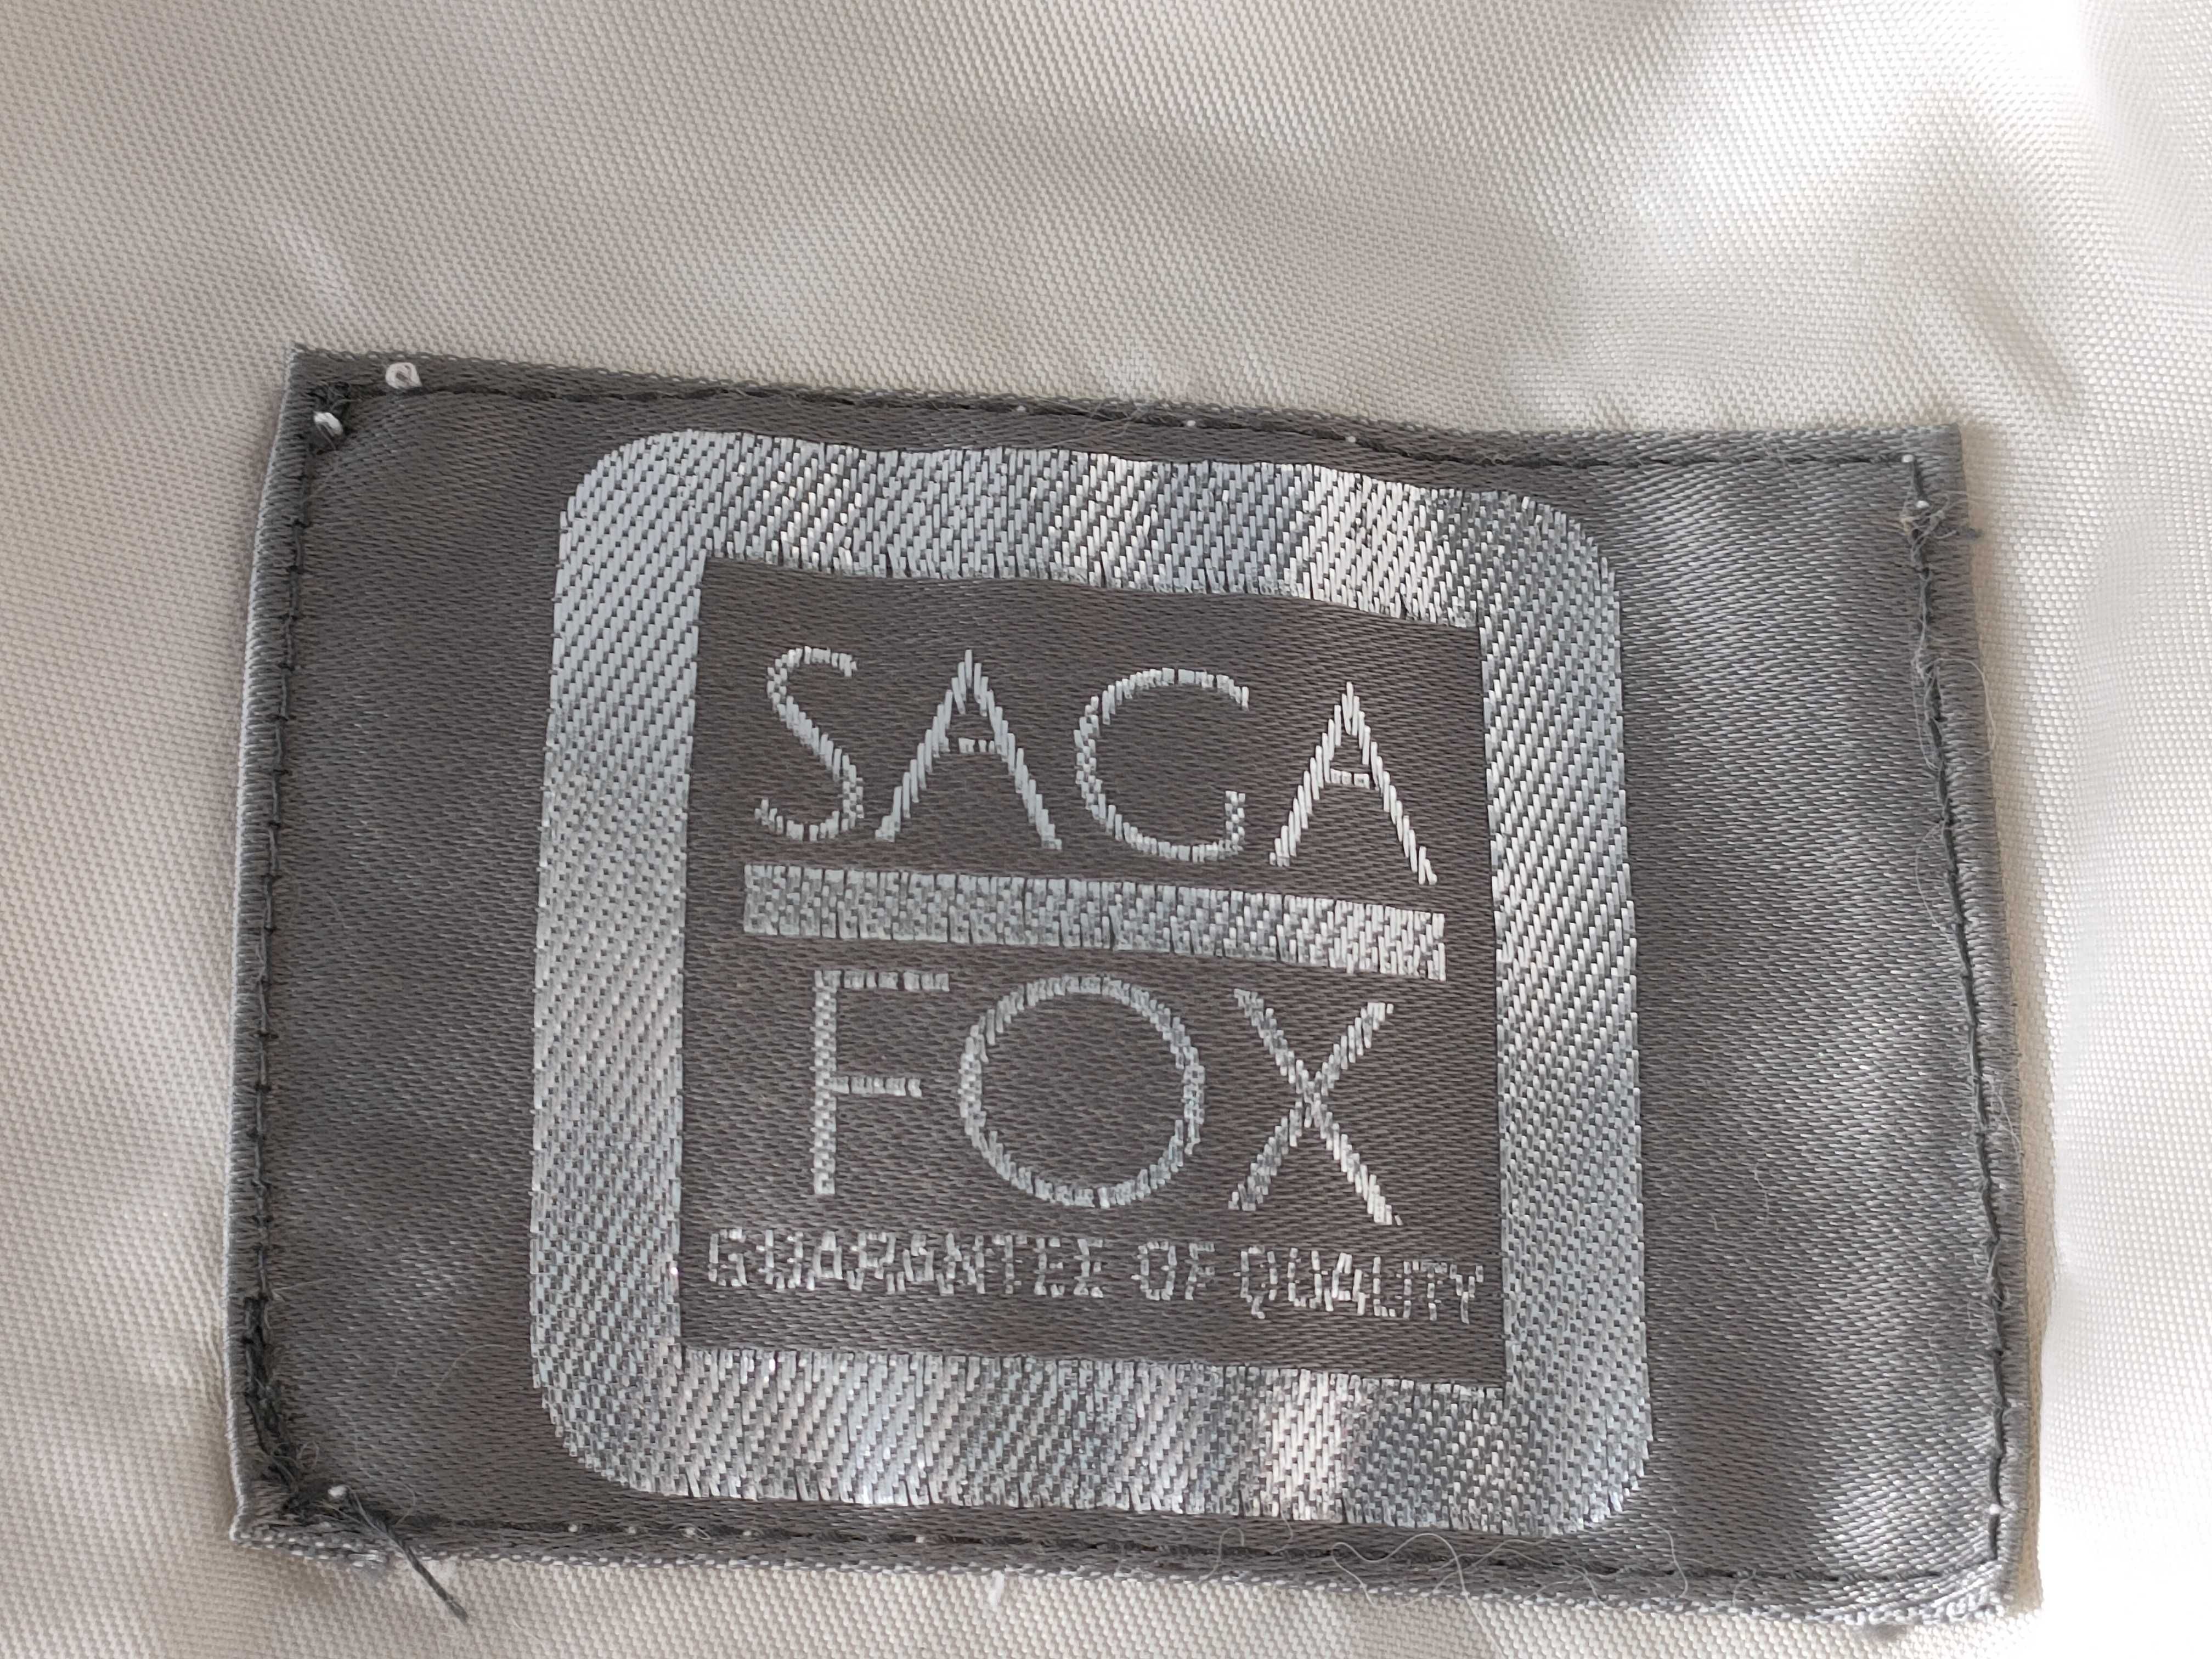 SAGA
FOX
GUARANTEE OF QUALITY